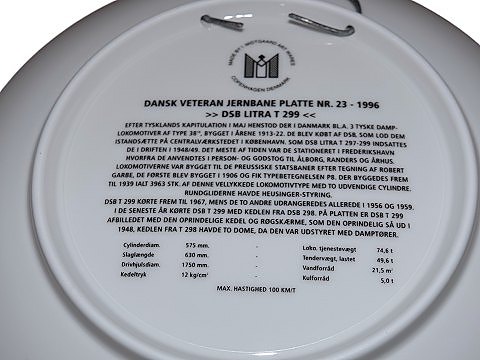 MADE BY I. WIDTGAARD ART WARES
COPENHAGEN DENMARK
DANSK VETERAN JERNBANE PLATTE NR. 23 - 1996
>> DSB LITRA T 299 <<
EFTER TYSKLANDS KAPITULATION I MAJ HENSTOD DER I DANMARK BL.A. 3 TYSKE DAMP-
LOKOMOTIVER AF TYPE 38¹⁰, BYGGET I ÅRENE 1913-22. DE BLEV KØBT AF DSB, SOM LOD DEM
ISTANDSÆTTE PÅ CENTRALVÆRKSTEDET I KØBENHAVN. SOM DSB LITRA T 297-299 INDSATTES
DE I DRIFTEN I 1948/49. DET MESTE AF TIDEN VAR DE STATIONERET I FREDERIKSHAVN
HVORFRA DE ANVENDTES I PERSON- OG GODSTOG TIL ÅLBORG, RANDERS OG ÅRHUS.
LOKOMOTIVERNE VAR BYGGET TIL DE PREUSSISKE STATSBANER EFTER TEGNING AF ROBERT
GARBE, DE FØRSTE BLEV BYGGET I 1906 OG FIK TYPEBETEGNELSEN P8. DER BYGGEDES FREM
TIL 1939 IALT 3963 STK. AF DENNE VELLYKKEDE LOKOMOTIVTYPE MED TO UDVENDIGE CYLINDRE.
RUNDGLIDERNE HAVDE HEUSINGER-STYRING.
DSB T 299 KØRTE FREM TIL 1967, MENS DE TO ANDRE UDRANGEREDES ALLEREDE I 1956 OG 1959.
I DE SENESTE ÅR KØRTE DSB T 299 MED KEDLEN FRA DSB 298. PÅ PLATTEN ER DSB T 299
AFBILLEDET MED DEN OPRINDELIGE KEDEL OG RØGSKÆRME, SOM DEN OPRINDELIG SÅ UD I
1948, KEDLEN FRA T 298 HAVDE TO DOME, DA DEN VAR UDSTYRET MED DAMPTØRER.
Cylinderdiam. 575 mm. - Loko. tjenestevægt 74,6 t
Slaglængde 630 mm. - Tendervægt, lastet 49,6 t
Drivhjulsdiam. 1750 mm. - Vandforråd 21,5 m³
Kedeltryk 12 kg/cm² - Kulforråd 5,0 t
MAX. HASTIGHED 100 KM/T